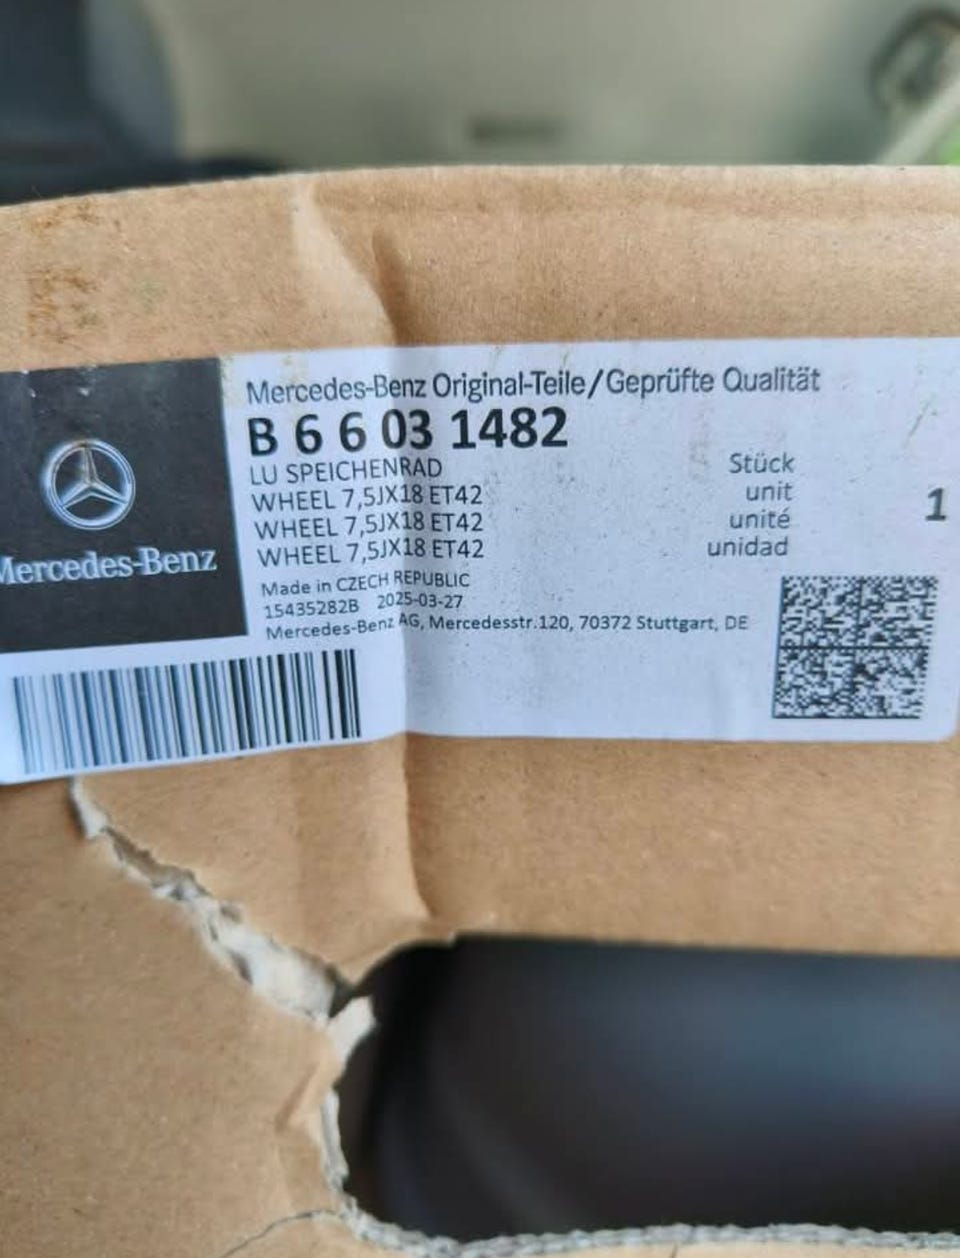 Mercedes-Benz Original-Teile/Geprüfte Qualität
B 6 6 03 1482
LU SPEICHENRAD
WHEEL 7,5JX18 ET42
WHEEL 7,5JX18 ET42
WHEEL 7,5JX18 ET42
Stück
unit
unité
unidad
1
Made in CZECH REPUBLIC
15435282B 2025-03-27
Mercedes-Benz AG, Mercedesstr.120, 70372 Stuttgart, DE
Mercedes-Benz